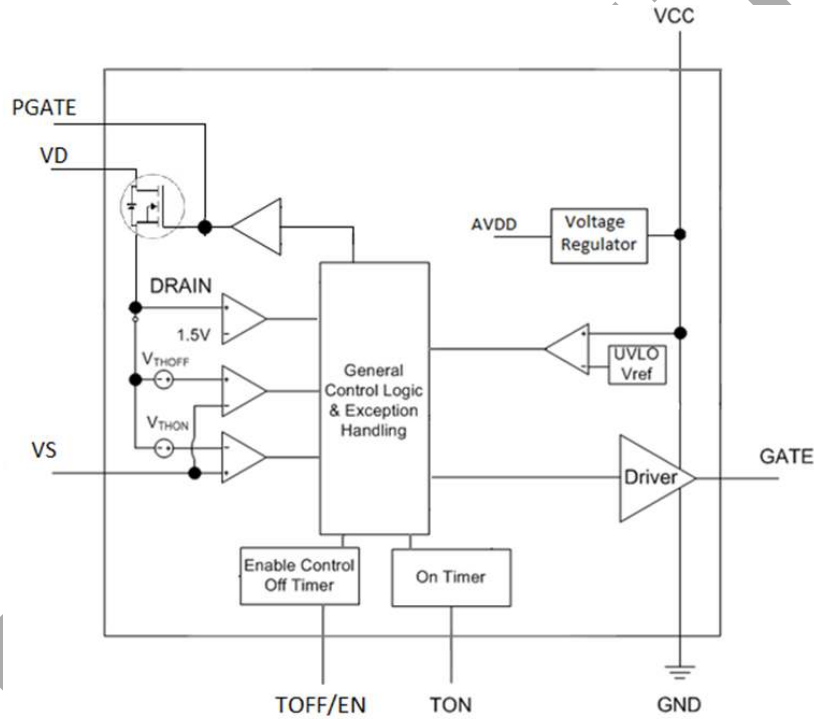 VCC
PGATE
VD
AVDD
Voltage
Regulator
DRAIN
+
1.5V
-
+
-
UVLO
Vref
VTHOFF
+
-
General
Control Logic
& Exception
Handling
VTHON
-
+
VS
Driver
GATE
Enable Control
Off Timer
On Timer
TOFF/EN
TON
GND